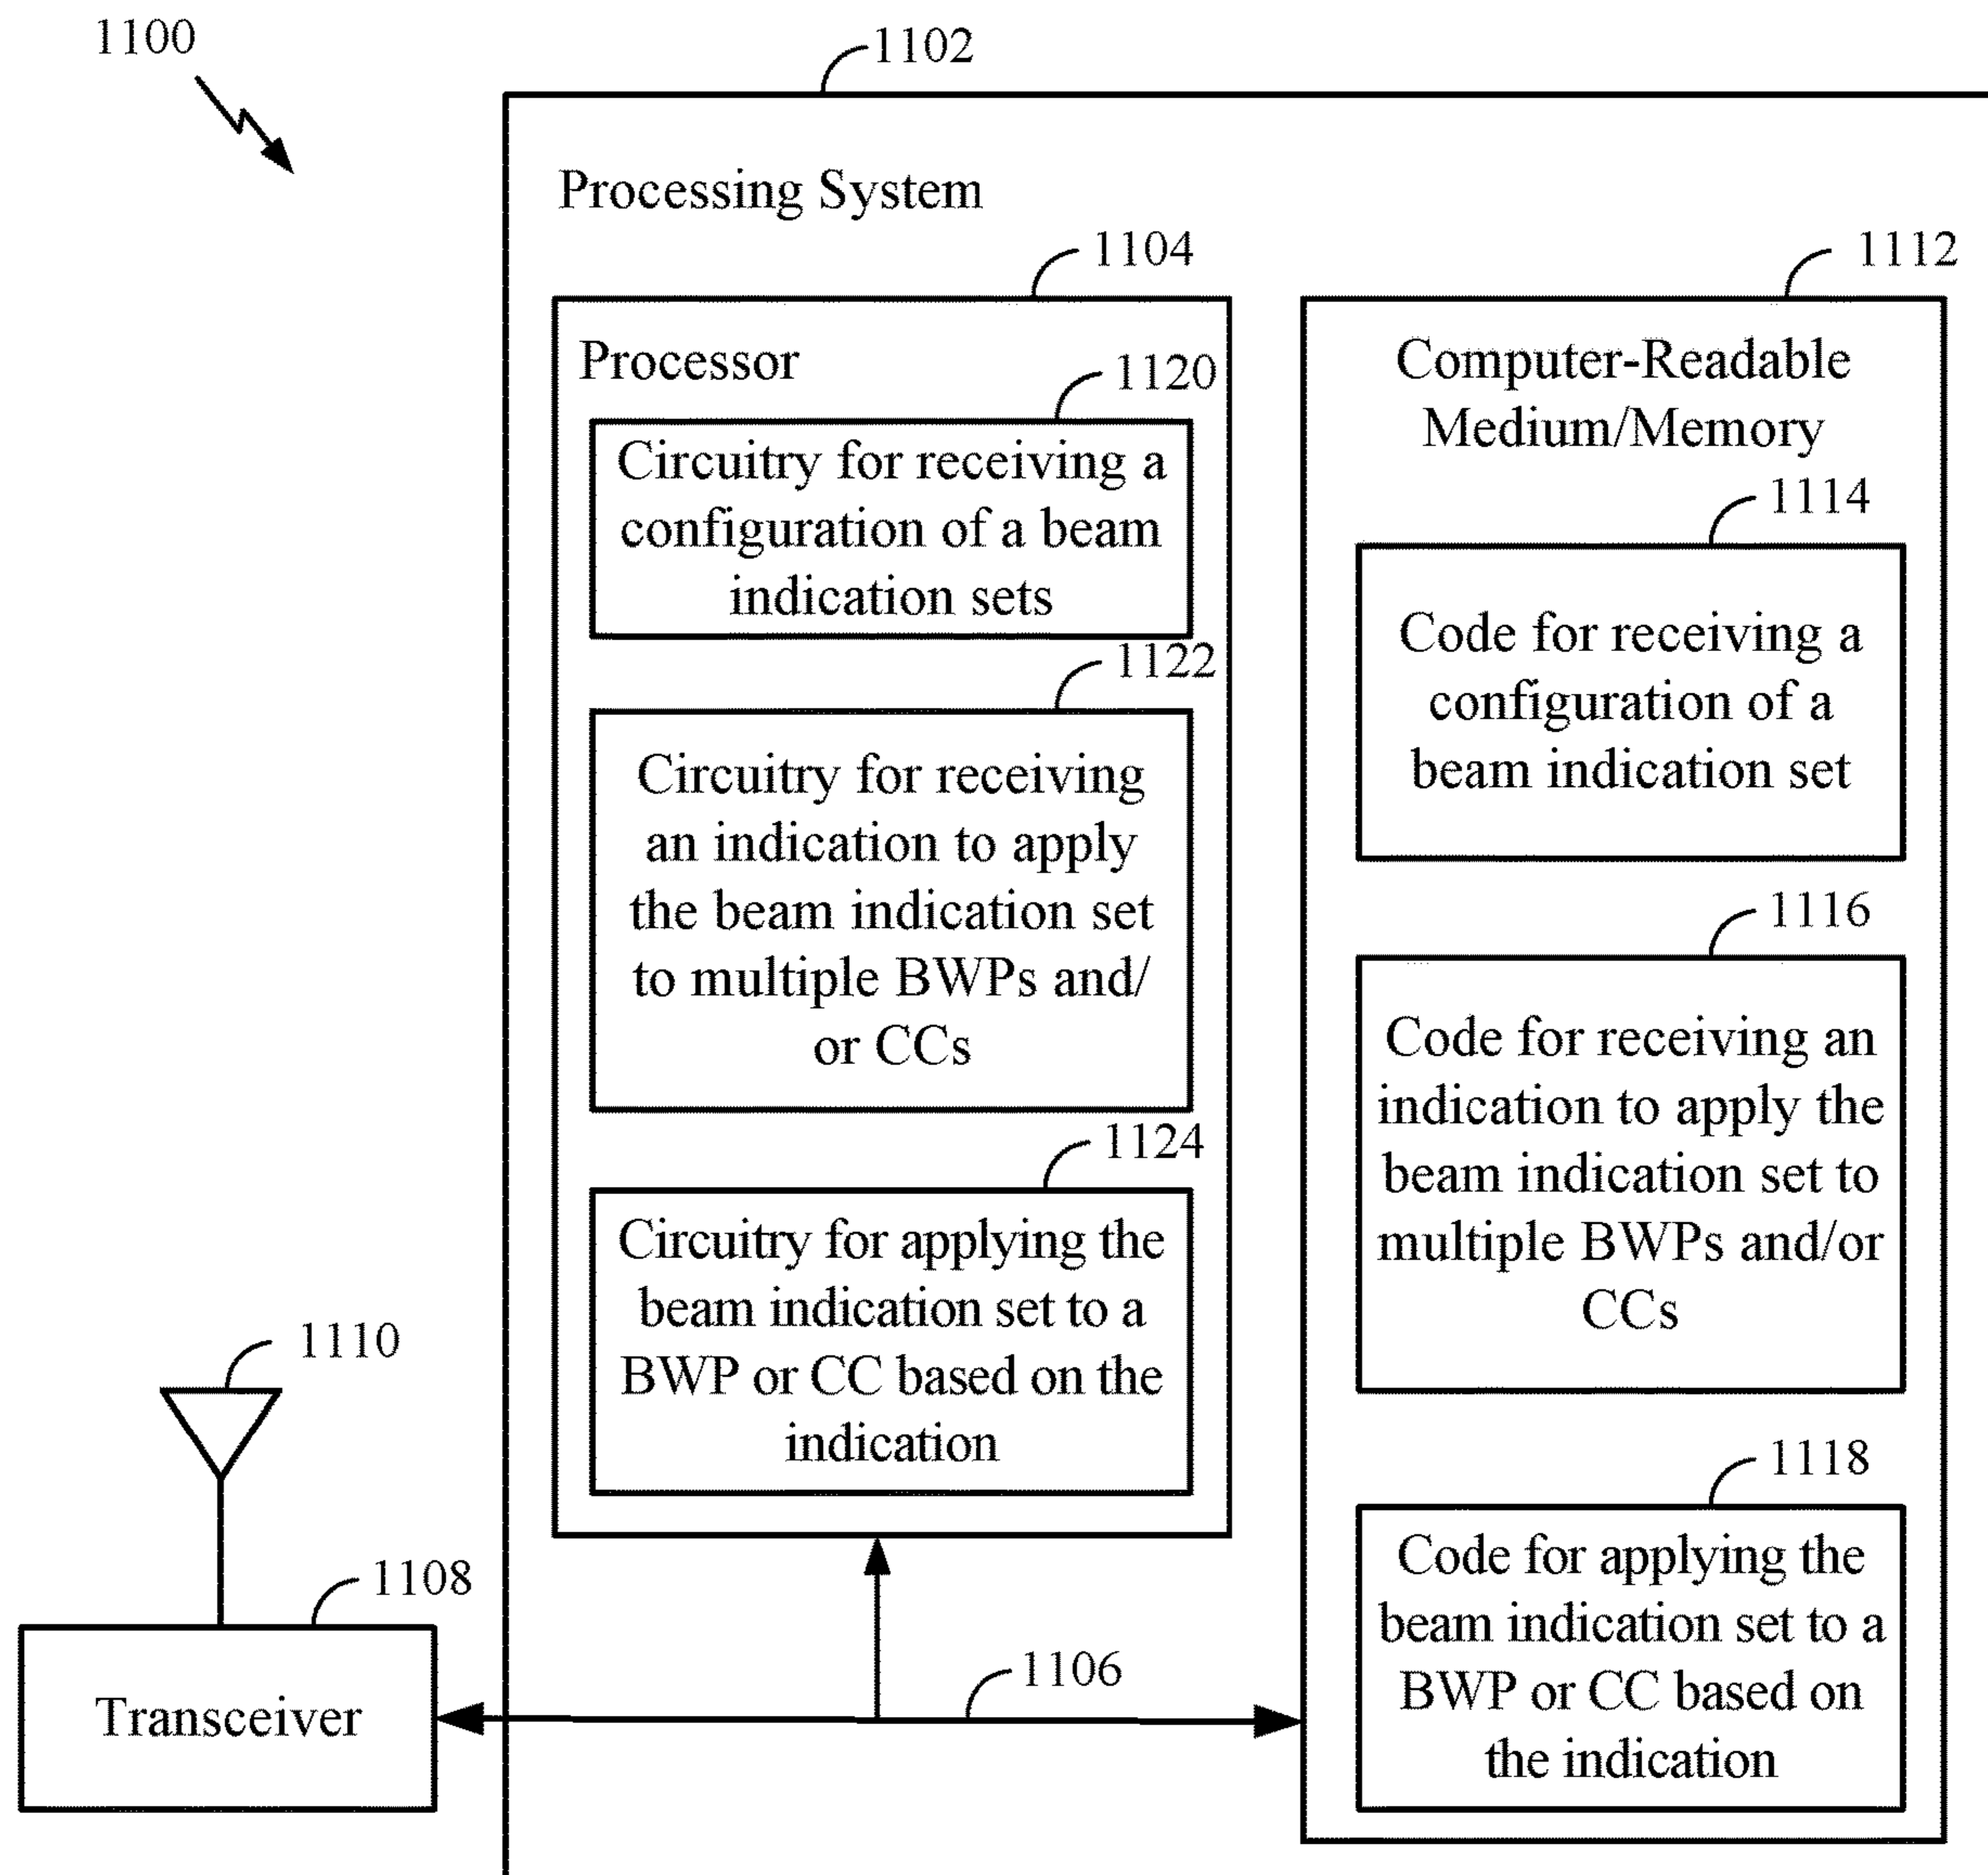 1100
1102
Processing System
1104
Processor
1120
Circuitry for receiving a
configuration of a beam
indication sets
1122
Circuitry for receiving
an indication to apply
the beam indication set
to multiple BWPs and/
or CCs
1124
Circuitry for applying the
beam indication set to a
BWP or CC based on the
indication
1112
Computer-Readable
Medium/Memory
1114
Code for receiving a
configuration of a
beam indication set
1116
Code for receiving an
indication to apply the
beam indication set to
multiple BWPs and/or
CCs
1118
Code for applying the
beam indication set to a
BWP or CC based on
the indication
1110
1108
Transceiver
1106